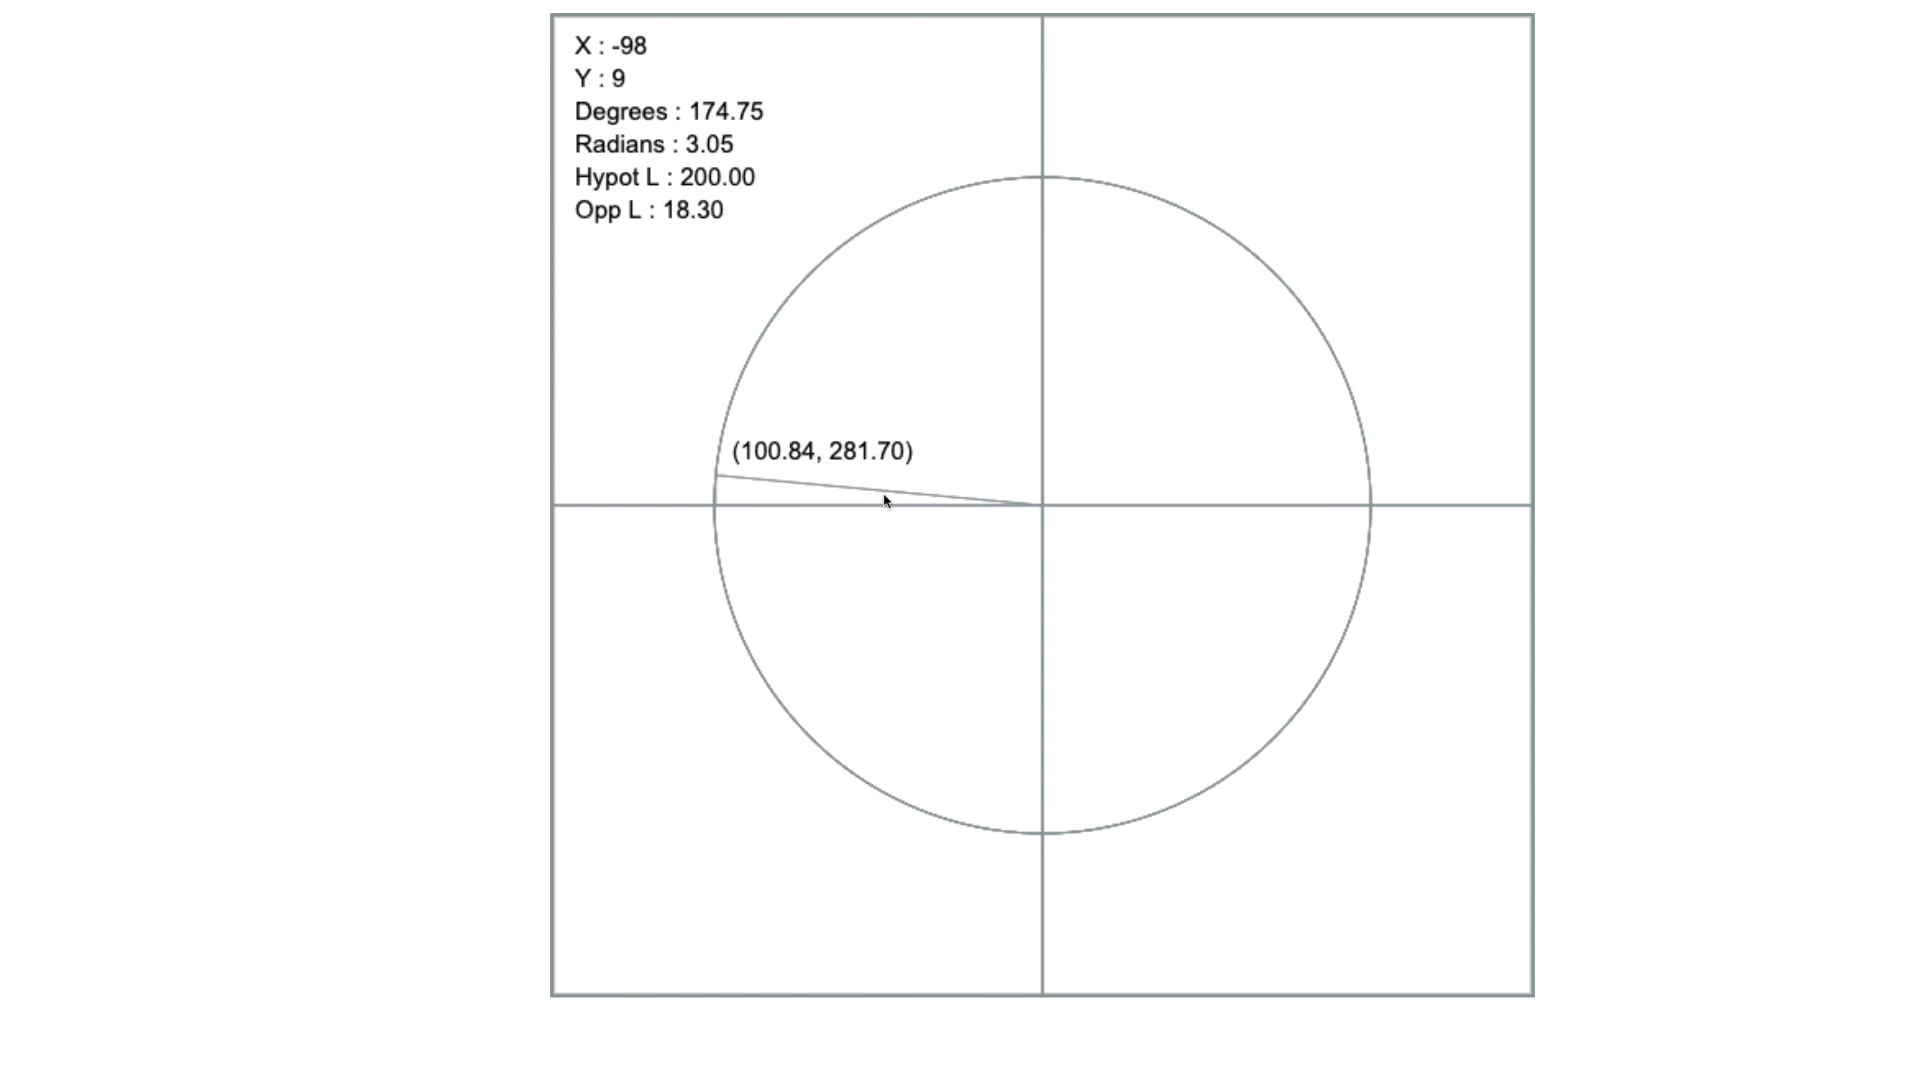 X : -98
Y : 9
Degrees : 174.75
Radians : 3.05
Hypot L : 200.00
Opp L : 18.30
(100.84, 281.70)